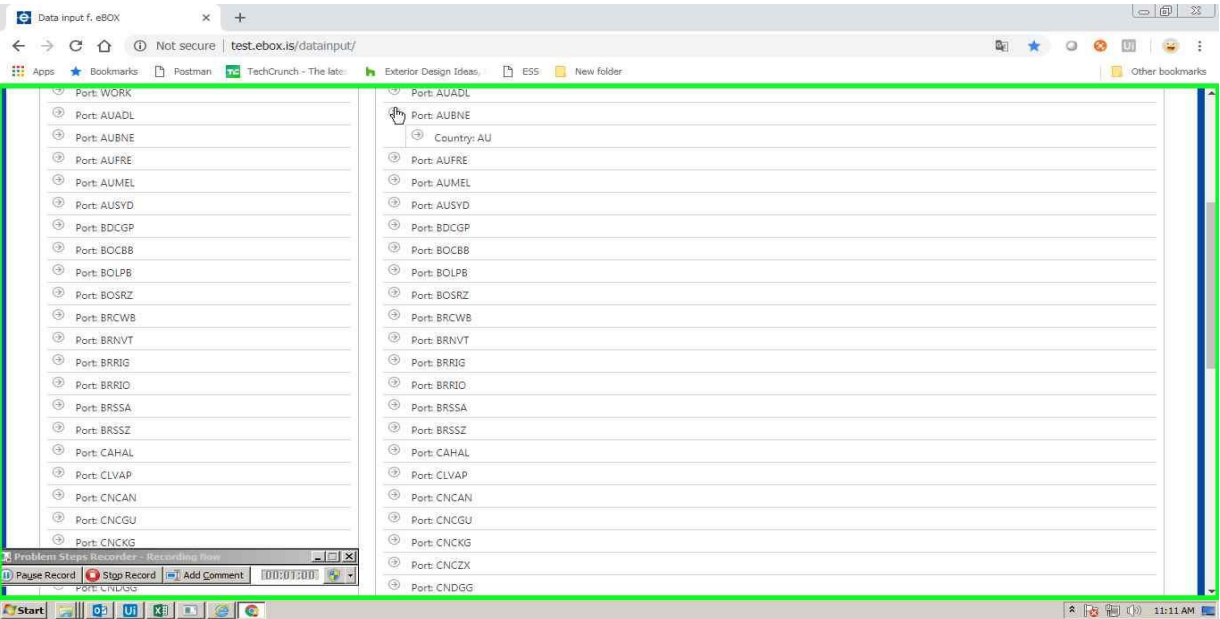 Data input f. eBOX
Not secure | test.ebox.is/datainput/
Apps Bookmarks Postman TechCrunch - The late Exterior Design Ideas, ESS New folder Other bookmarks
Port: WORK
Port: AUADL
Port: AUBNE
Port: AUFRE
Port: AUMEL
Port: AUSYD
Port: BDCGP
Port: BOCBB
Port: BOLPB
Port: BOSRZ
Port: BRCWB
Port: BRNVT
Port: BRRIG
Port: BRRIO
Port: BRSSA
Port: BRSSZ
Port: CAHAL
Port: CLVAP
Port: CNCAN
Port: CNCGU
Port: CNCKG
Port: CNDGG
Port: AUADL
Port: AUBNE
Country: AU
Port: AUFRE
Port: AUMEL
Port: AUSYD
Port: BDCGP
Port: BOCBB
Port: BOLPB
Port: BOSRZ
Port: BRCWB
Port: BRNVT
Port: BRRIG
Port: BRRIO
Port: BRSSA
Port: BRSSZ
Port: CAHAL
Port: CLVAP
Port: CNCAN
Port: CNCGU
Port: CNCKG
Port: CNCZX
Port: CNDGG
Problem Steps Recorder - Recording Now
Pause Record Stop Record Add Comment 00:01:00
Start
11:11 AM